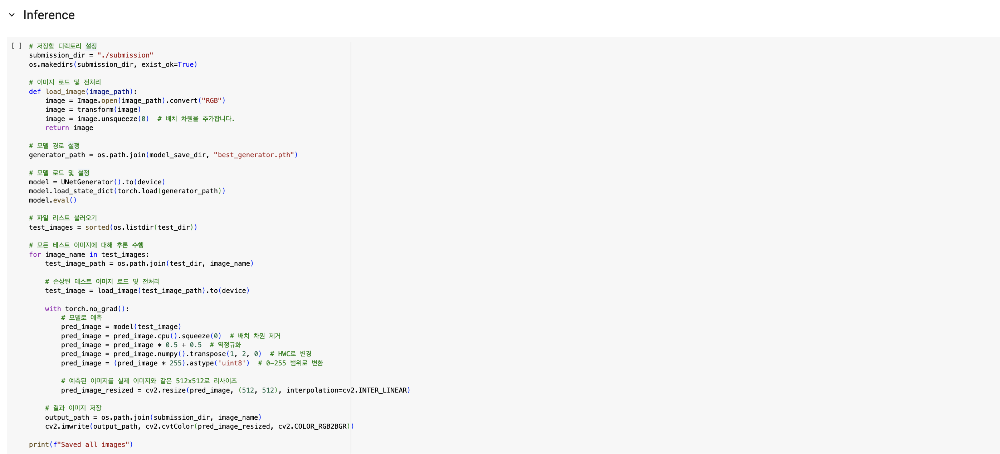 Inference
[ ] # 저장할 디렉토리 설정
submission_dir = "./submission"
os.makedirs(submission_dir, exist_ok=True)
# 이미지 로드 및 전처리
def load_image(image_path):
image = Image.open(image_path).convert("RGB")
image = transform(image)
image = image.unsqueeze(0)  # 배치 차원을 추가합니다.
return image
# 모델 경로 설정
generator_path = os.path.join(model_save_dir, "best_generator.pth")
# 모델 로드 및 설정
model = UNetGenerator().to(device)
model.load_state_dict(torch.load(generator_path))
model.eval()
# 파일 리스트 불러오기
test_images = sorted(os.listdir(test_dir))
# 모든 테스트 이미지에 대해 추론 수행
for image_name in test_images:
test_image_path = os.path.join(test_dir, image_name)
# 손상된 테스트 이미지 로드 및 전처리
test_image = load_image(test_image_path).to(device)
with torch.no_grad():
# 모델로 예측
pred_image = model(test_image)
pred_image = pred_image.cpu().squeeze(0)  # 배치 차원 제거
pred_image = pred_image * 0.5 + 0.5  # 역정규화
pred_image = pred_image.numpy().transpose(1, 2, 0)  # HWC로 변경
pred_image = (pred_image * 255).astype('uint8')  # 0-255 범위로 변환
# 예측된 이미지를 실제 이미지와 같은 512x512로 리사이즈
pred_image_resized = cv2.resize(pred_image, (512, 512), interpolation=cv2.INTER_LINEAR)
# 결과 이미지 저장
output_path = os.path.join(submission_dir, image_name)
cv2.imwrite(output_path, cv2.cvtColor(pred_image_resized, cv2.COLOR_RGB2BGR))
print(f"Saved all images")